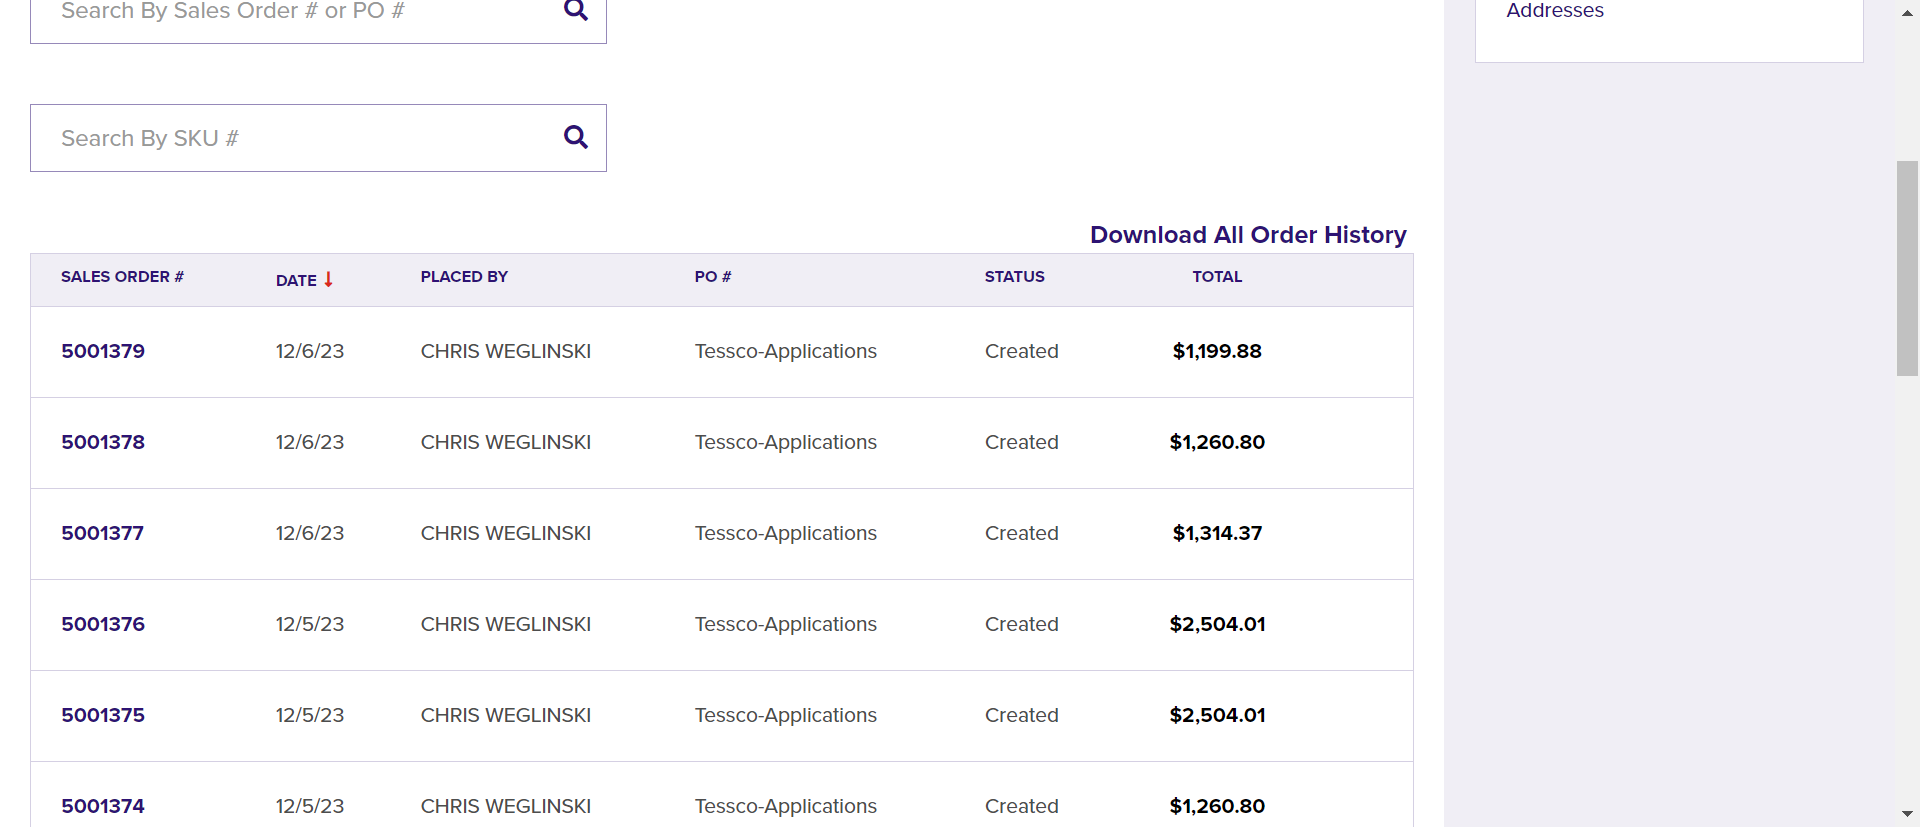 Search By Sales Order # or PO #
Addresses
Search By SKU #
Download All Order History
SALES ORDER # DATE PLACED BY PO # STATUS TOTAL
5001379 12/6/23 CHRIS WEGLINSKI Tessco-Applications Created $1,199.88
5001378 12/6/23 CHRIS WEGLINSKI Tessco-Applications Created $1,260.80
5001377 12/6/23 CHRIS WEGLINSKI Tessco-Applications Created $1,314.37
5001376 12/5/23 CHRIS WEGLINSKI Tessco-Applications Created $2,504.01
5001375 12/5/23 CHRIS WEGLINSKI Tessco-Applications Created $2,504.01
5001374 12/5/23 CHRIS WEGLINSKI Tessco-Applications Created $1,260.80